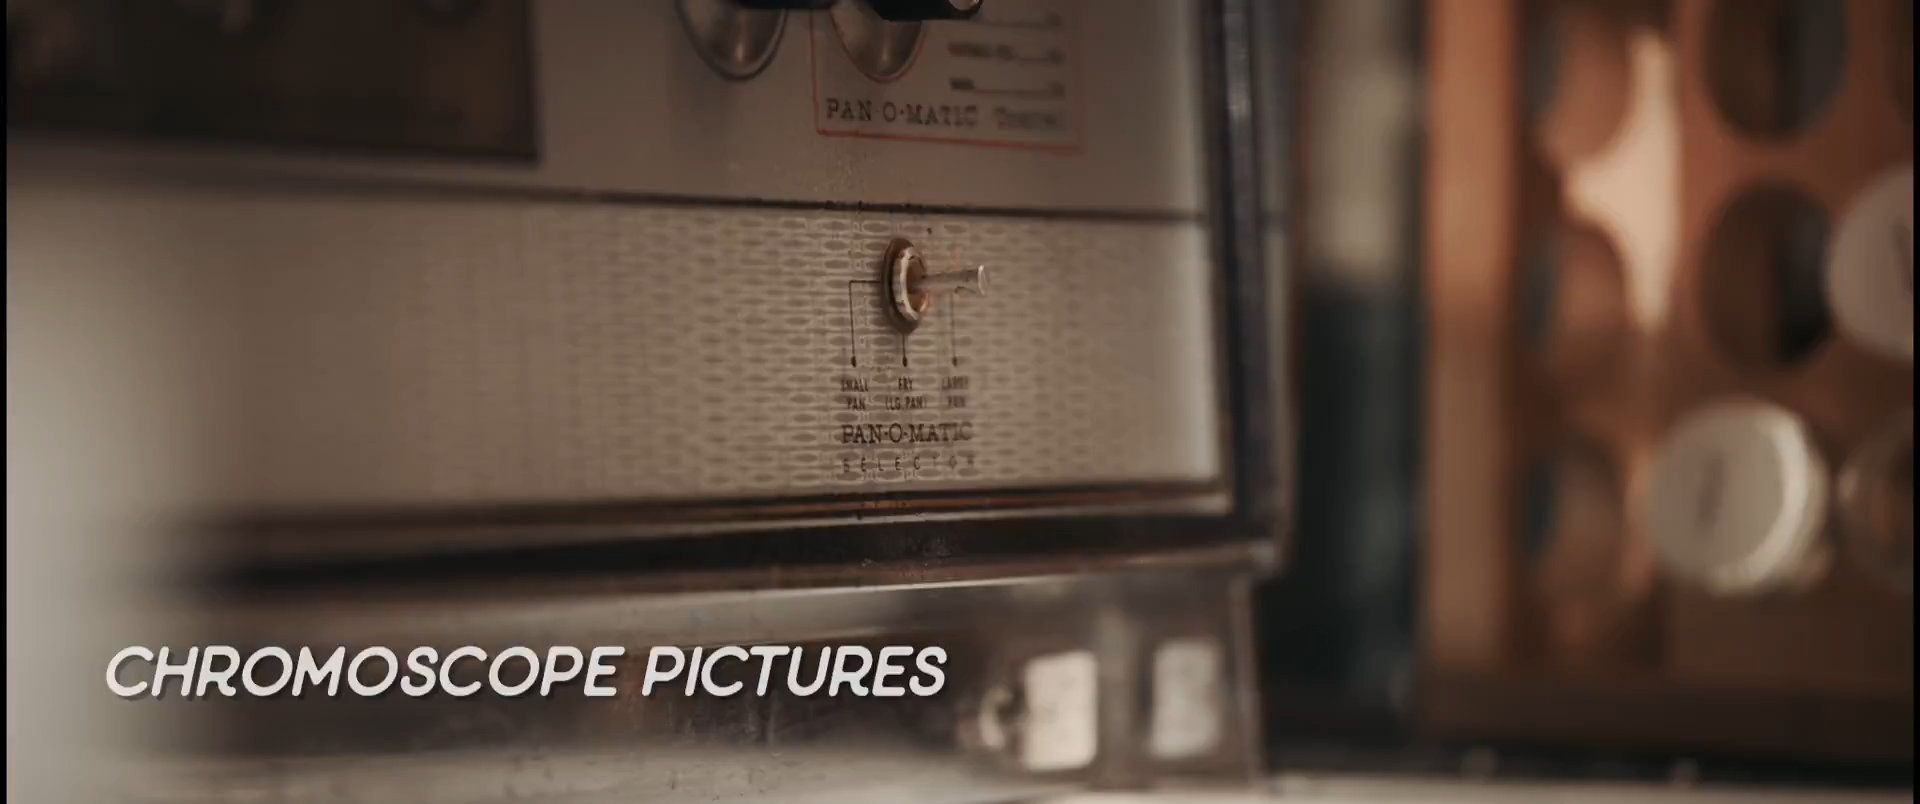 PAN·O·MATIC
SMALL FRY LARGE
PAN (LG PAN) PAN
PAN·O·MATIC
SELECTOR
CHROMOSCOPE PICTURES